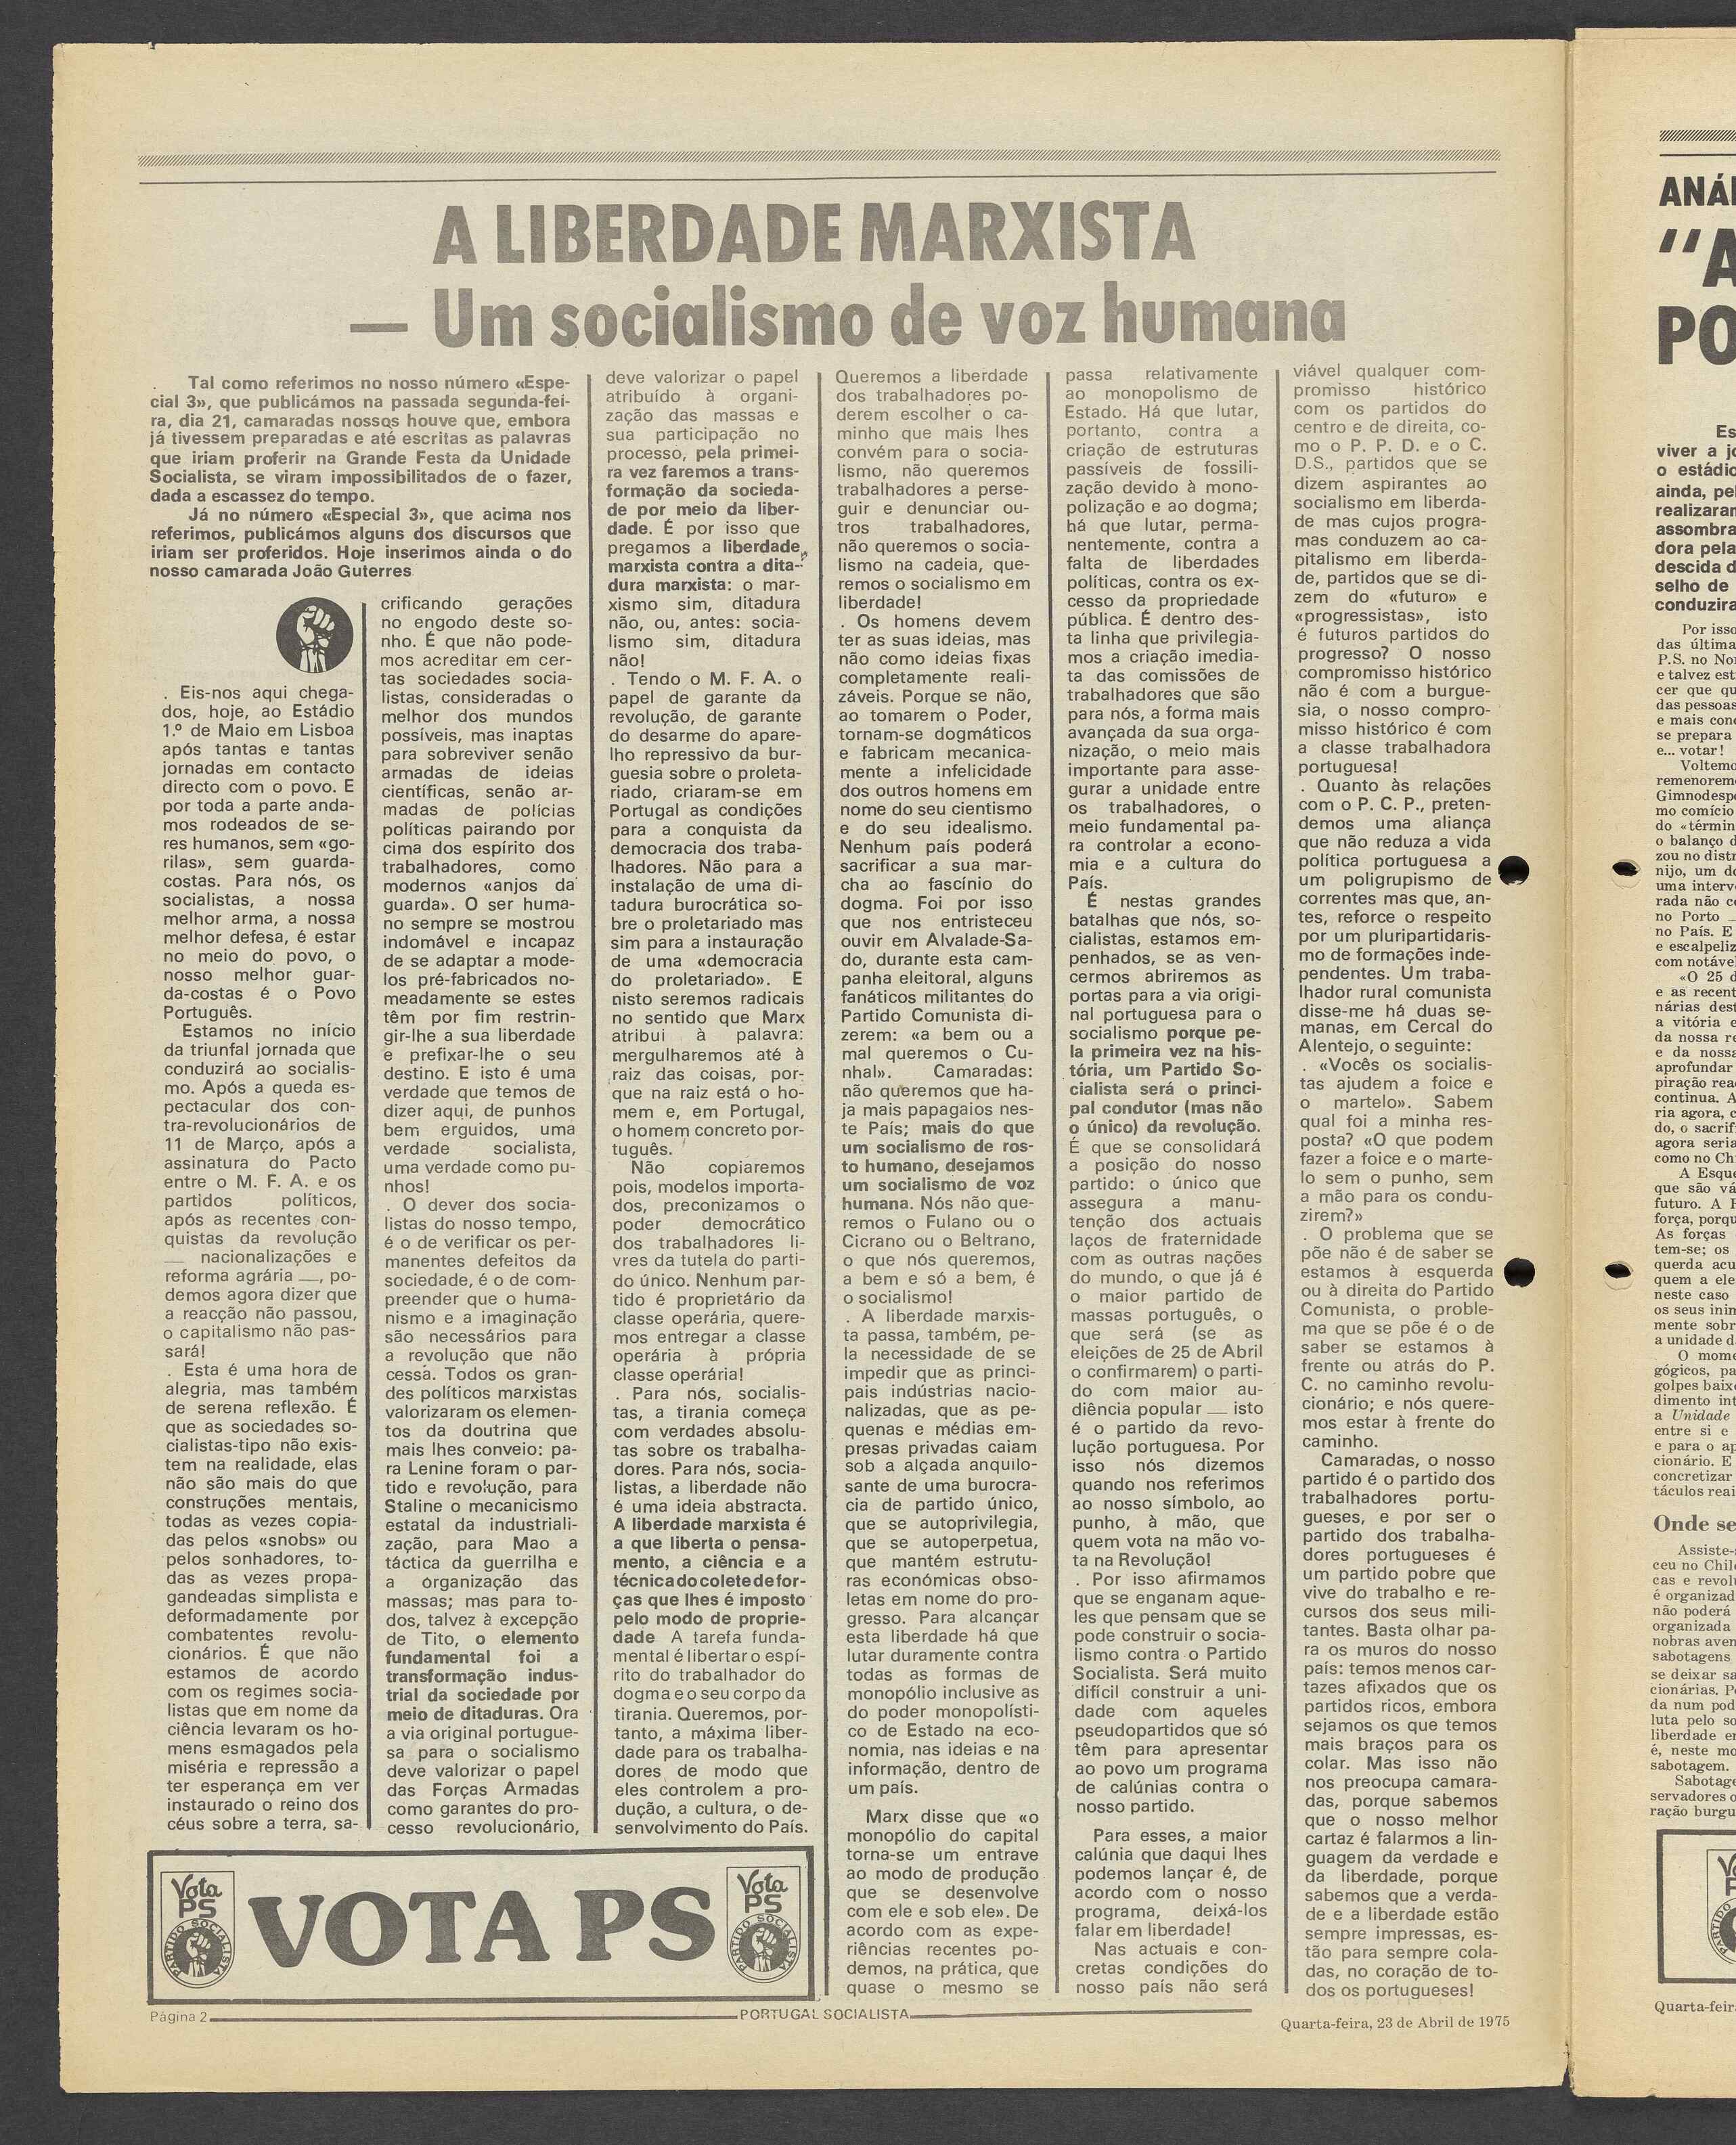 A LIBERDADE MARXISTA
— Um socialismo de voz humana
Tal como referimos no nosso número «Espe-
cial 3», que publicámos na passada segunda-fei-
ra, dia 21, camaradas nossos houve que, embora
já tivessem preparadas e até escritas as palavras
que iriam proferir na Grande Festa da Unidade
Socialista, se viram impossibilitados de o fazer,
dada a escassez do tempo.
Já no número «Especial 3», que acima nos
referimos, publicámos alguns dos discursos que
iriam ser proferidos. Hoje inserimos ainda o do
nosso camarada João Guterres
. Eis-nos aqui chega-
dos, hoje, ao Estádio
1.º de Maio em Lisboa
após tantas e tantas
jornadas em contacto
directo com o povo. E
por toda a parte anda-
mos rodeados de se-
res humanos, sem «go-
rilas», sem guarda-
costas. Para nós, os
socialistas, a nossa
melhor arma, a nossa
melhor defesa, é estar
no meio do povo, o
nosso melhor guar-
da-costas é o Povo
Português.
Estamos no início
da triunfal jornada que
conduzirá ao socialis-
mo. Após a queda es-
pectacular dos con-
tra-revolucionários de
11 de Março, após a
assinatura do Pacto
entre o M. F. A. e os
partidos políticos,
após as recentes con-
quistas da revolução
— nacionalizações e
reforma agrária —, po-
demos agora dizer que
a reacção não passou,
o capitalismo não pas-
sará!
. Esta é uma hora de
alegria, mas também
de serena reflexão. É
que as sociedades so-
cialistas-tipo não exis-
tem na realidade, elas
não são mais do que
construções mentais,
todas as vezes copia-
das pelos «snobs» ou
pelos sonhadores, to-
das as vezes propa-
gandeadas simplista e
deformadamente por
combatentes revolu-
cionários. É que não
estamos de acordo
com os regimes socia-
listas que em nome da
ciência levaram os ho-
mens esmagados pela
miséria e repressão a
ter esperança em ver
instaurado o reino dos
céus sobre a terra, sa-
crificando gerações
no engodo deste so-
nho. É que não pode-
mos acreditar em cer-
tas sociedades socia-
listas, consideradas o
melhor dos mundos
possíveis, mas inaptas
para sobreviver senão
armadas de ideias
científicas, senão ar-
madas de polícias
políticas pairando por
cima dos espírito dos
trabalhadores, como
modernos «anjos da
guarda». O ser huma-
no sempre se mostrou
indomável e incapaz
de se adaptar a mode-
los pré-fabricados no-
meadamente se estes
têm por fim restrin-
gir-lhe a sua liberdade
e prefixar-lhe o seu
destino. E isto é uma
verdade que temos de
dizer aqui, de punhos
bem erguidos, uma
verdade socialista,
uma verdade como pu-
nhos!
. O dever dos socia-
listas do nosso tempo,
é o de verificar os per-
manentes defeitos da
sociedade, é o de com-
preender que o huma-
nismo e a imaginação
são necessários para
a revolução que não
cessa. Todos os gran-
des políticos marxistas
valorizaram os elemen-
tos da doutrina que
mais lhes conveio: pa-
ra Lenine foram o par-
tido e revolução, para
Staline o mecanicismo
estatal da industriali-
zação, para Mao a
táctica da guerrilha e
a organização das
massas; mas para to-
dos, talvez à excepção
de Tito, o elemento
fundamental foi a
transformação indus-
trial da sociedade por
meio de ditaduras. Ora
a via original portugue-
sa para o socialismo
deve valorizar o papel
das Forças Armadas
como garantes do pro-
cesso revolucionário,
deve valorizar o papel
atribuído à organi-
zação das massas e
sua participação no
processo, pela primei-
ra vez faremos a trans-
formação da socieda-
de por meio da liber-
dade. É por isso que
pregamos a liberdade
marxista contra a dita-
dura marxista: o mar-
xismo sim, ditadura
não, ou, antes: socia-
lismo sim, ditadura
não!
. Tendo o M. F. A. o
papel de garante da
revolução, de garante
do desarme do apare-
lho repressivo da bur-
guesia sobre o proleta-
riado, criaram-se em
Portugal as condições
para a conquista da
democracia dos traba-
lhadores. Não para a
instalação de uma di-
tadura burocrática so-
bre o proletariado mas
sim para a instauração
de uma «democracia
do proletariado». E
nisto seremos radicais
no sentido que Marx
atribui à palavra:
mergulharemos até à
raiz das coisas, por-
que na raiz está o ho-
mem e, em Portugal,
o homem concreto por-
tuguês.
Não copiaremos
pois, modelos importa-
dos, preconizamos o
poder democrático
dos trabalhadores li-
vres da tutela do parti-
do único. Nenhum par-
tido é proprietário da
classe operária, quere-
mos entregar a classe
operária à própria
classe operária!
. Para nós, socialis-
tas, a tirania começa
com verdades absolu-
tas sobre os trabalha-
dores. Para nós, socia-
listas, a liberdade não
é uma ideia abstracta.
A liberdade marxista é
a que liberta o pensa-
mento, a ciência e a
técnica do colete de for-
ças que lhes é imposto
pelo modo de proprie-
dade A tarefa funda-
mental é libertar o espí-
rito do trabalhador do
dogma e o seu corpo da
tirania. Queremos, por-
tanto, a máxima liber-
dade para os trabalha-
dores de modo que
eles controlem a pro-
dução, a cultura, o de-
senvolvimento do País.
Queremos a liberdade
dos trabalhadores po-
derem escolher o ca-
minho que mais lhes
convém para o socia-
lismo, não queremos
trabalhadores a perse-
guir e denunciar ou-
tros trabalhadores,
não queremos o socia-
lismo na cadeia, que-
remos o socialismo em
liberdade!
. Os homens devem
ter as suas ideias, mas
não como ideias fixas
completamente reali-
záveis. Porque se não,
ao tomarem o Poder,
tornam-se dogmáticos
e fabricam mecanica-
mente a infelicidade
dos outros homens em
nome do seu cientismo
e do seu idealismo.
Nenhum país poderá
sacrificar a sua mar-
cha ao fascínio do
dogma. Foi por isso
que nos entristeceu
ouvir em Alvalade-Sa-
do, durante esta cam-
panha eleitoral, alguns
fanáticos militantes do
Partido Comunista di-
zerem: «a bem ou a
mal queremos o Cu-
nhal». Camaradas:
não queremos que ha-
ja mais papagaios nes-
te País; mais do que
um socialismo de ros-
to humano, desejamos
um socialismo de voz
humana. Nós não que-
remos o Fulano ou o
Cicrano ou o Beltrano,
o que nós queremos,
a bem e só a bem, é
o socialismo!
. A liberdade marxis-
ta passa, também, pe-
la necessidade de se
impedir que as princi-
pais indústrias nacio-
nalizadas, que as pe-
quenas e médias em-
presas privadas caiam
sob a alçada anquilo-
sante de uma burocra-
cia de partido único,
que se autoprivilegia,
que se autoperpetua,
que mantém estrutu-
ras económicas obso-
letas em nome do pro-
gresso. Para alcançar
esta liberdade há que
lutar duramente contra
todas as formas de
monopólio inclusive as
do poder monopolísti-
co de Estado na eco-
nomia, nas ideias e na
informação, dentro de
um país.
Marx disse que «o
monopólio do capital
torna-se um entrave
ao modo de produção
que se desenvolve
com ele e sob ele». De
acordo com as expe-
riências recentes po-
demos, na prática, que
quase o mesmo se
passa relativamente
ao monopolismo de
Estado. Há que lutar,
portanto, contra a
criação de estruturas
passíveis de fossili-
zação devido à mono-
polização e ao dogma;
há que lutar, perma-
nentemente, contra a
falta de liberdades
políticas, contra os ex-
cesso da propriedade
pública. É dentro des-
ta linha que privilegia-
mos a criação imedia-
ta das comissões de
trabalhadores que são
para nós, a forma mais
avançada da sua orga-
nização, o meio mais
importante para asse-
gurar a unidade entre
os trabalhadores, o
meio fundamental pa-
ra controlar a econo-
mia e a cultura do
País.
É nestas grandes
batalhas que nós, so-
cialistas, estamos em-
penhados, se as ven-
cermos abriremos as
portas para a via origi-
nal portuguesa para o
socialismo porque pe-
la primeira vez na his-
tória, um Partido So-
cialista será o princi-
pal condutor (mas não
o único) da revolução.
É que se consolidará
a posição do nosso
partido: o único que
assegura a manu-
tenção dos actuais
laços de fraternidade
com as outras nações
do mundo, o que já é
o maior partido de
massas português, o
que será (se as
eleições de 25 de Abril
o confirmarem) o parti-
do com maior au-
diência popular — isto
é o partido da revo-
lução portuguesa. Por
isso nós dizemos
quando nos referimos
ao nosso símbolo, ao
punho, à mão, que
quem vota na mão vo-
ta na Revolução!
. Por isso afirmamos
que se enganam aque-
les que pensam que se
pode construir o socia-
lismo contra o Partido
Socialista. Será muito
difícil construir a uni-
dade com aqueles
pseudopartidos que só
têm para apresentar
ao povo um programa
de calúnias contra o
nosso partido.
Para esses, a maior
calúnia que daqui lhes
podemos lançar é, de
acordo com o nosso
programa, deixá-los
falar em liberdade!
Nas actuais e con-
cretas condições do
nosso país não será
viável qualquer com-
promisso histórico
com os partidos do
centro e de direita, co-
mo o P. P. D. e o C.
D.S., partidos que se
dizem aspirantes ao
socialismo em liberda-
de mas cujos progra-
mas conduzem ao ca-
pitalismo em liberda-
de, partidos que se di-
zem do «futuro» e
«progressistas», isto
é futuros partidos do
progresso? O nosso
compromisso histórico
não é com a burgue-
sia, o nosso compro-
misso histórico é com
a classe trabalhadora
portuguesa!
. Quanto às relações
com o P. C. P., preten-
demos uma aliança
que não reduza a vida
política portuguesa a
um poligrupismo de
correntes mas que, an-
tes, reforce o respeito
por um pluripartidaris-
mo de formações inde-
pendentes. Um traba-
lhador rural comunista
disse-me há duas se-
manas, em Cercal do
Alentejo, o seguinte:
. «Vocês os socialis-
tas ajudem a foice e
o martelo». Sabem
qual foi a minha res-
posta? «O que podem
fazer a foice e o marte-
lo sem o punho, sem
a mão para os condu-
zirem?»
. O problema que se
põe não é de saber se
estamos à esquerda
ou à direita do Partido
Comunista, o proble-
ma que se põe é o de
saber se estamos à
frente ou atrás do P.
C. no caminho revolu-
cionário; e nós quere-
mos estar à frente do
caminho.
Camaradas, o nosso
partido é o partido dos
trabalhadores portu-
gueses, e por ser o
partido dos trabalha-
dores portugueses é
um partido pobre que
vive do trabalho e re-
cursos dos seus mili-
tantes. Basta olhar pa-
ra os muros do nosso
país: temos menos car-
tazes afixados que os
partidos ricos, embora
sejamos os que temos
mais braços para os
colar. Mas isso não
nos preocupa camara-
das, porque sabemos
que o nosso melhor
cartaz é falarmos a lin-
guagem da verdade e
da liberdade, porque
sabemos que a verda-
de e a liberdade estão
sempre impressas, es-
tão para sempre cola-
das, no coração de to-
dos os portugueses!
Vota
PS
PARTIDO SOCIALISTA
VOTA PS
Vota
PS
PARTIDO SOCIALISTA
Página 2
PORTUGAL SOCIALISTA
Quarta-feira, 23 de Abril de 1975